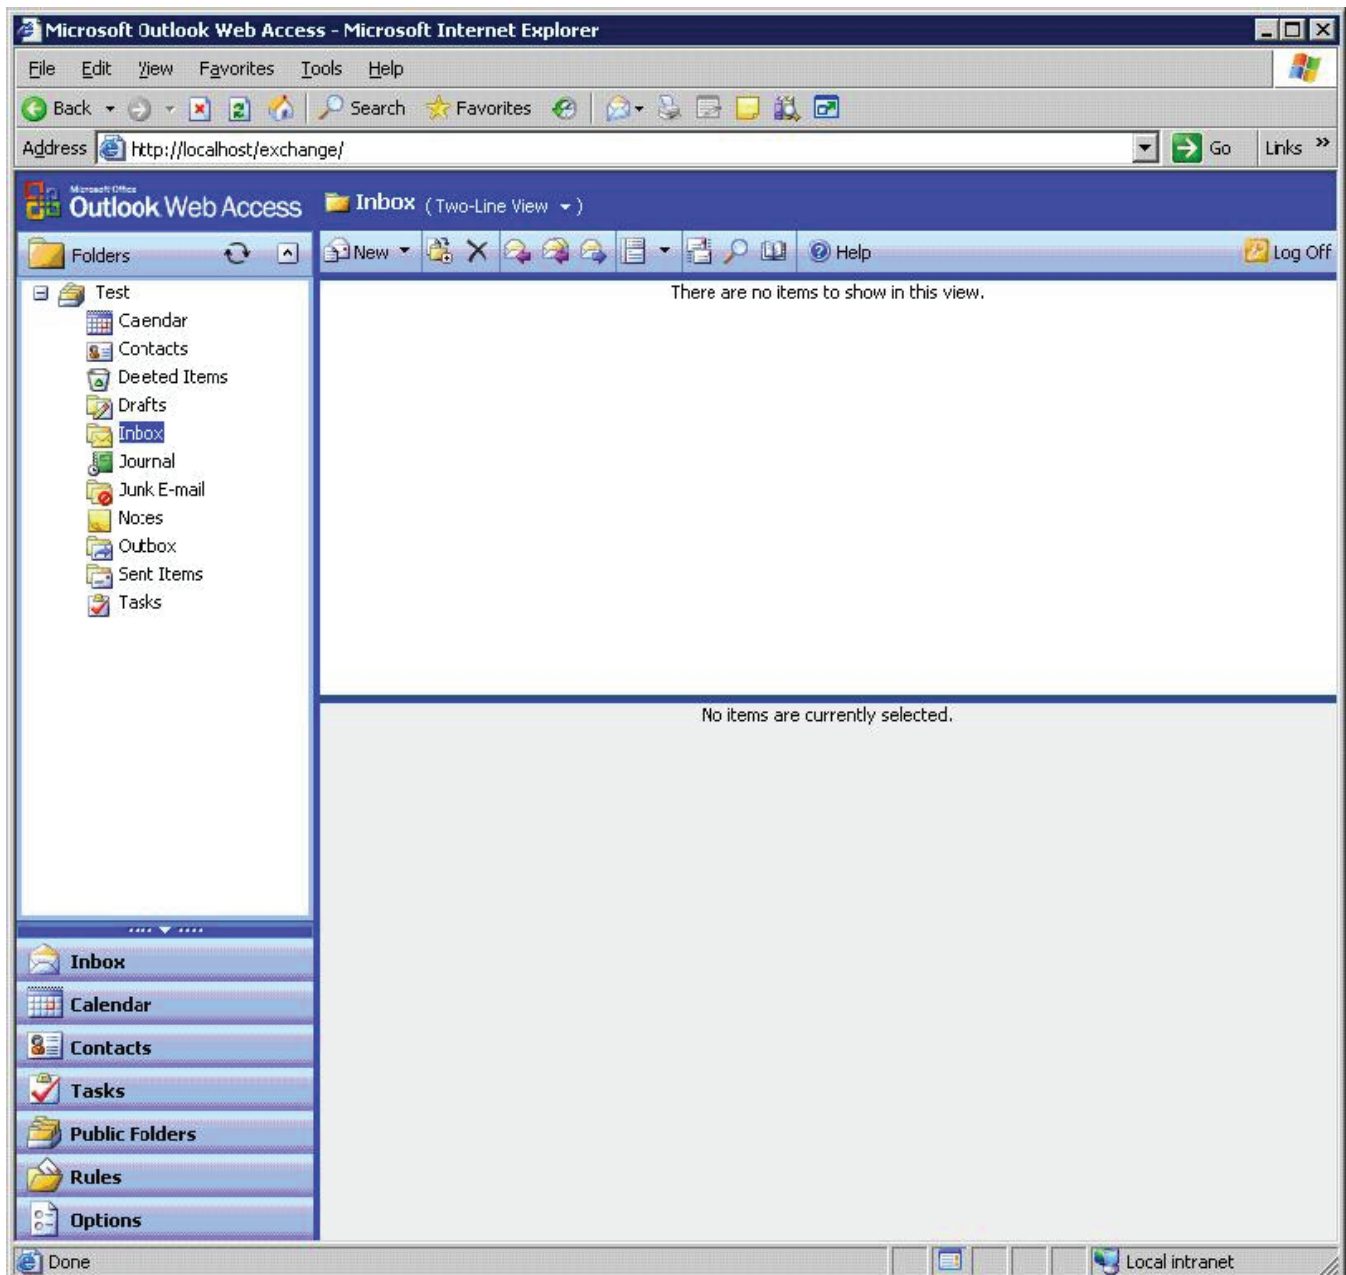 Microsoft Outlook Web Access - Microsoft Internet Explorer
File Edit View Favorites Tools Help
Back Search Favorites
Address http://localhost/exchange/ Go Links »
Microsoft Office
Outlook Web Access Inbox (Two-Line View)
Folders New Help Log Off
Test
There are no items to show in this view.
Caendar
Contacts
Deeted Items
Drafts
Inbox
Journal
Junk E-mail
Notes
Outbox
Sent Items
Tasks
No items are currently selected.
Inbox
Calendar
Contacts
Tasks
Public Folders
Rules
Options
Done Local intranet